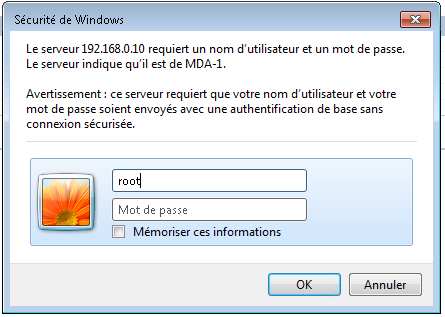 Sécurité de Windows
Le serveur 192.168.0.10 requiert un nom d'utilisateur et un mot de passe.
Le serveur indique qu'il est de MDA-1.
Avertissement : ce serveur requiert que votre nom d'utilisateur et votre
mot de passe soient envoyés avec une authentification de base sans
connexion sécurisée.
root
Mot de passe
Mémoriser ces informations
OK
Annuler